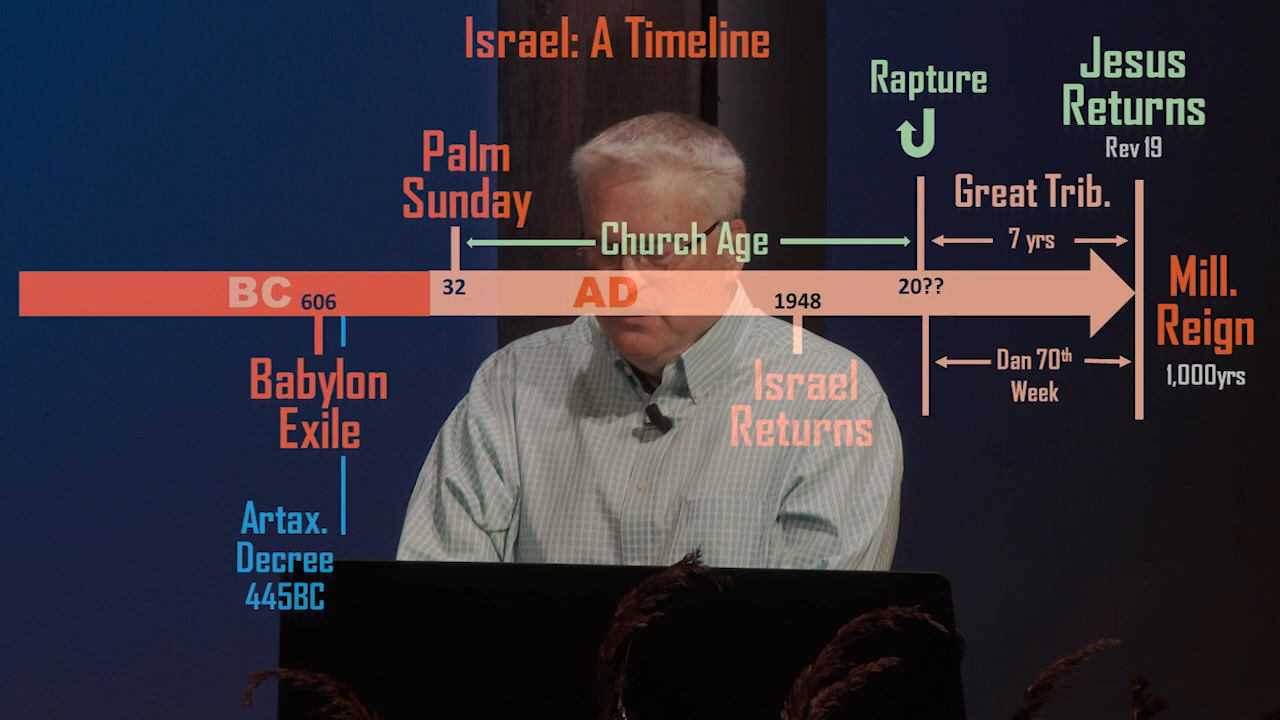 Israel: A Timeline
Rapture
Jesus
Returns
Rev 19
Palm
Sunday
Great Trib.
Church Age
7 yrs
BC
606
32
AD
1948
20??
Mill.
Reign
1,000yrs
Babylon
Exile
Israel
Returns
Dan 70th
Week
Artax.
Decree
445BC